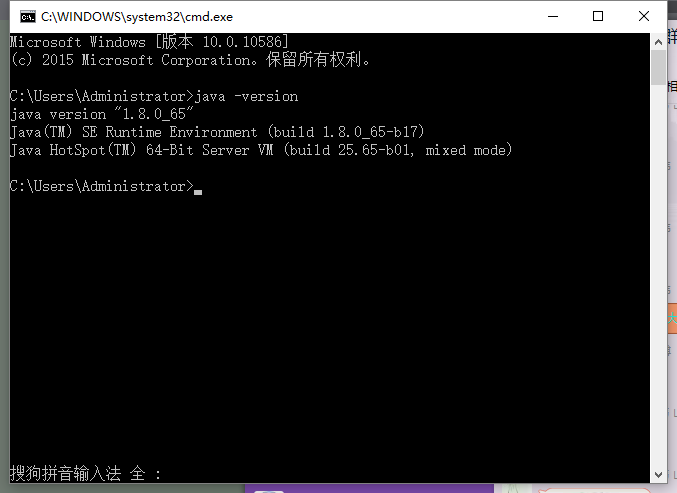 C:\WINDOWS\system32\cmd.exe
Microsoft Windows [版本 10.0.10586]
(c) 2015 Microsoft Corporation。保留所有权利。
C:\Users\Administrator>java -version
java version "1.8.0_65"
Java(TM) SE Runtime Environment (build 1.8.0_65-b17)
Java HotSpot(TM) 64-Bit Server VM (build 25.65-b01, mixed mode)
C:\Users\Administrator>_
搜狗拼音输入法 全 :